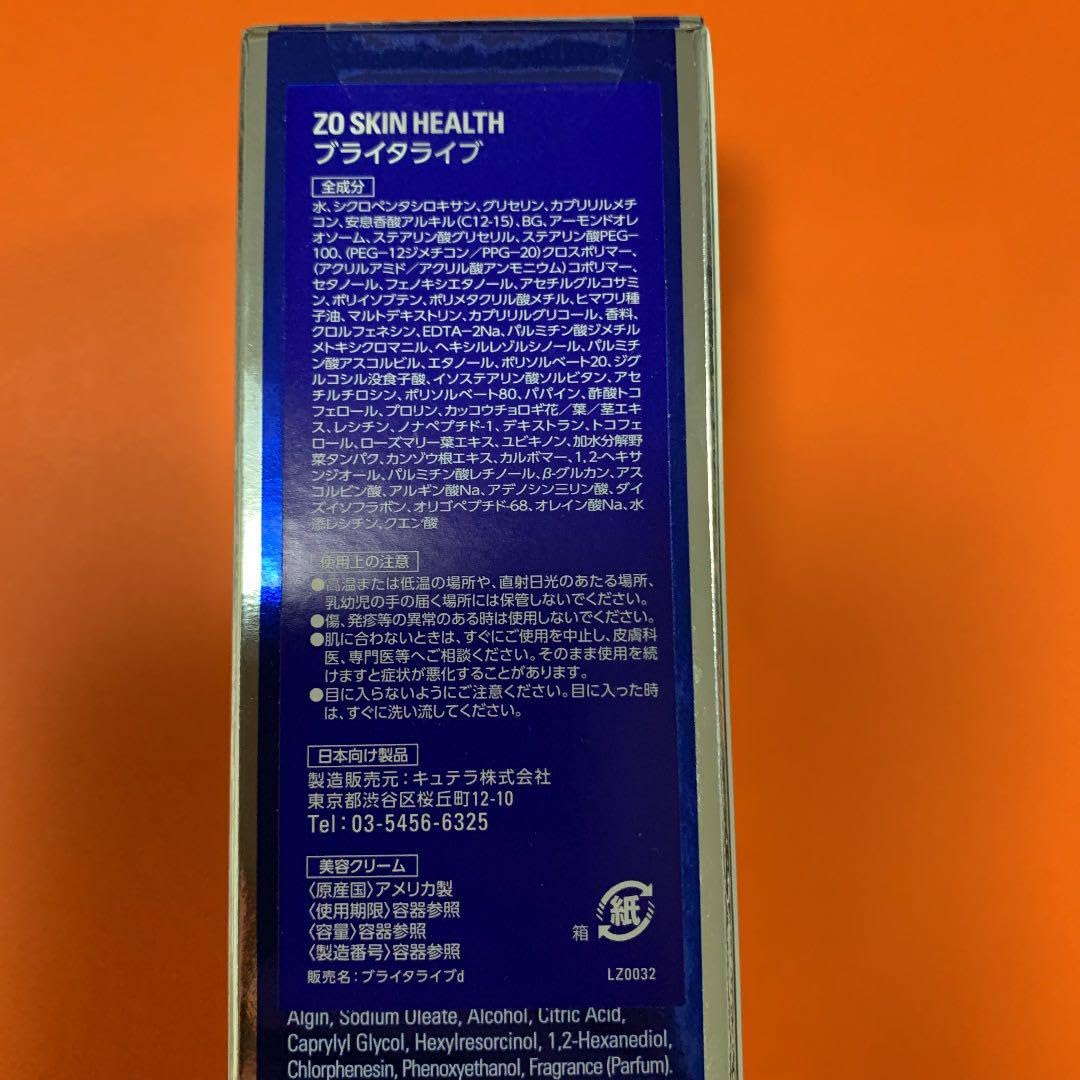 ZO SKIN HEALTH
ブライタライブ
全成分
水、シクロペンタシロキサン、グリセリン、カプリリルメチ
コン、安息香酸アルキル(C12-15)、BG、アーモンドオレ
オソーム、ステアリン酸グリセリル、ステアリン酸PEG-
100、(PEG-12ジメチコン/PPG-20)クロスポリマー、
(アクリルアミド/アクリル酸アンモニウム)コポリマー、
セタノール、フェノキシエタノール、アセチルグルコサミ
ン、ポリイソブテン、ポリメタクリル酸メチル、ヒマワリ種
子油、マルトデキストリン、カプリリルグリコール、香料、
クロルフェネシン、EDTA-2Na、パルミチン酸ジメチル
メトキシクロマニル、ヘキシルレゾルシノール、パルミチ
ン酸アスコルビル、エタノール、ポリソルベート20、ジグ
ルコシル没食子酸、イソステアリン酸ソルビタン、アセ
チルチロシン、ポリソルベート80、パパイン、酢酸トコ
フェロール、プロリン、カッコウチョロギ花/葉/茎エキ
ス、レシチン、ノナペプチド-1、デキストラン、トコフェ
ロール、ローズマリー葉エキス、ユビキノン、加水分解野
菜タンパク、カンゾウ根エキス、カルボマー、1,2-ヘキサ
ンジオール、パルミチン酸レチノール、β-グルカン、アス
コルビン酸、アルギン酸Na、アデノシン三リン酸、ダイ
ズイソフラボン、オリゴペプチド-68、オレイン酸Na、水
添レシチン、クエン酸
使用上の注意
●高温または低温の場所や、直射日光のあたる場所、
乳幼児の手の届く場所には保管しないでください。
●傷、発疹等の異常のある時は使用しないでください。
●肌に合わないときは、すぐにご使用を中止し、皮膚科
医、専門医等へご相談ください。そのまま使用を続
けますと症状が悪化することがあります。
●目に入らないようにご注意ください。目に入った時
は、すぐに洗い流してください。
日本向け製品
製造販売元:キュテラ株式会社
東京都渋谷区桜丘町12-10
Tel:03-5456-6325
美容クリーム
〈原産国〉アメリカ製
〈使用期限〉容器参照
〈容量〉容器参照
〈製造番号〉容器参照
販売名:ブライタライブd
紙
箱
LZ0032
Algin, Sodium Oleate, Alcohol, Citric Acid,
Caprylyl Glycol, Hexylresorcinol, 1,2-Hexanediol,
Chlorphenesin, Phenoxyethanol, Fragrance (Parfum).